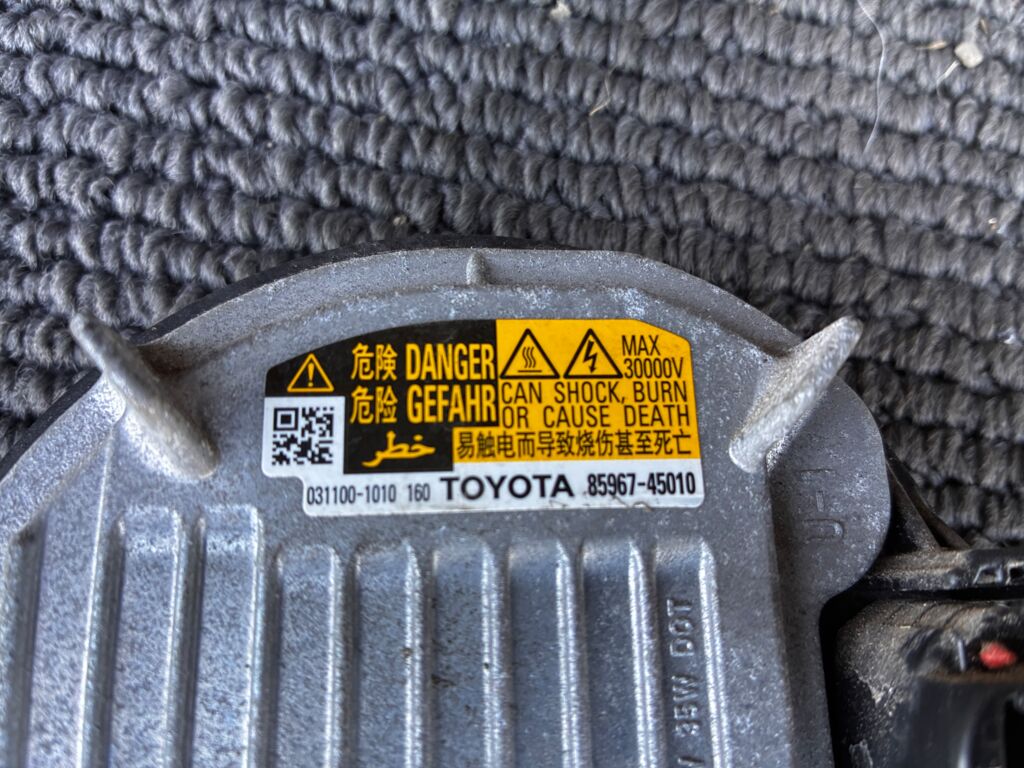 危険 DANGER
危险 GEFAHR
خطر
MAX
30000V
CAN SHOCK, BURN
OR CAUSE DEATH
易触电而导致烧伤甚至死亡
031100-1010 160 TOYOTA 85967-45010
U-1
35W DOT